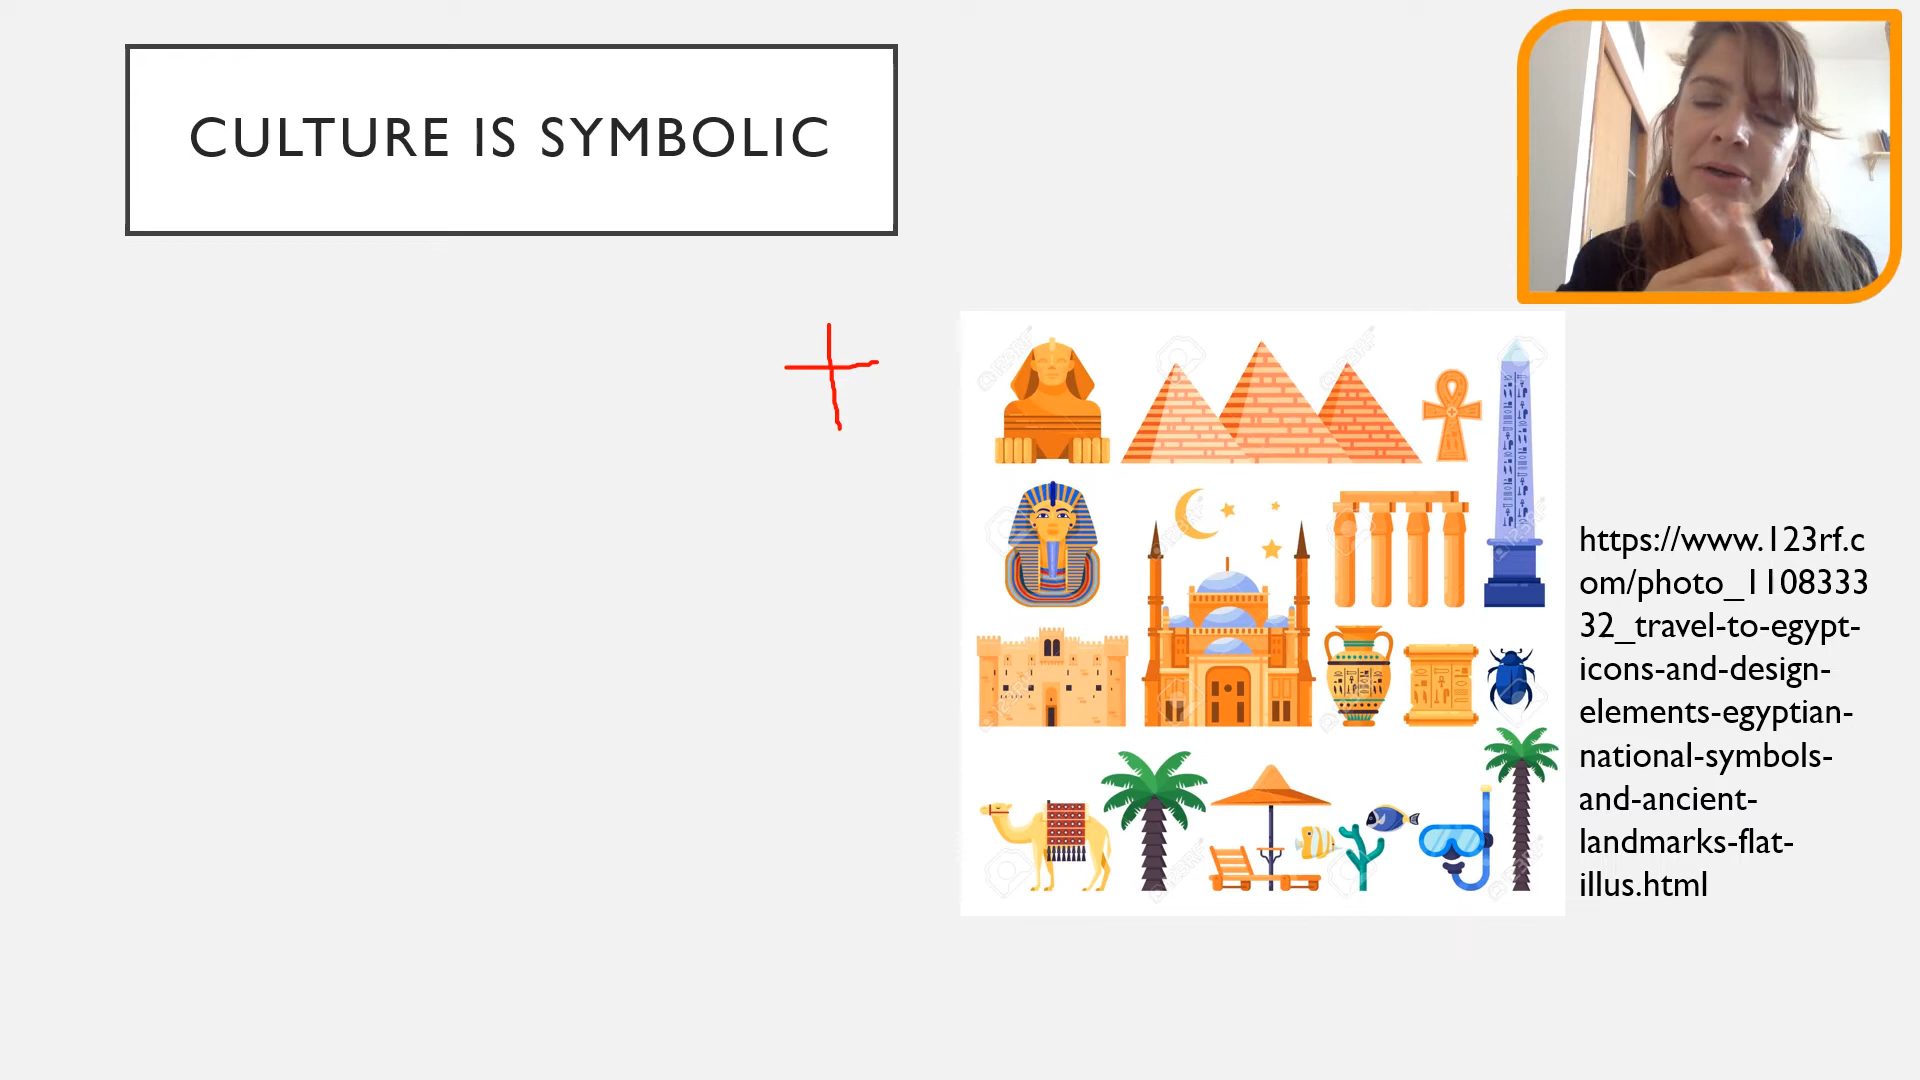 CULTURE IS SYMBOLIC
https://www.123rf.c
om/photo_1108333
32_travel-to-egypt-
icons-and-design-
elements-egyptian-
national-symbols-
and-ancient-
landmarks-flat-
illus.html